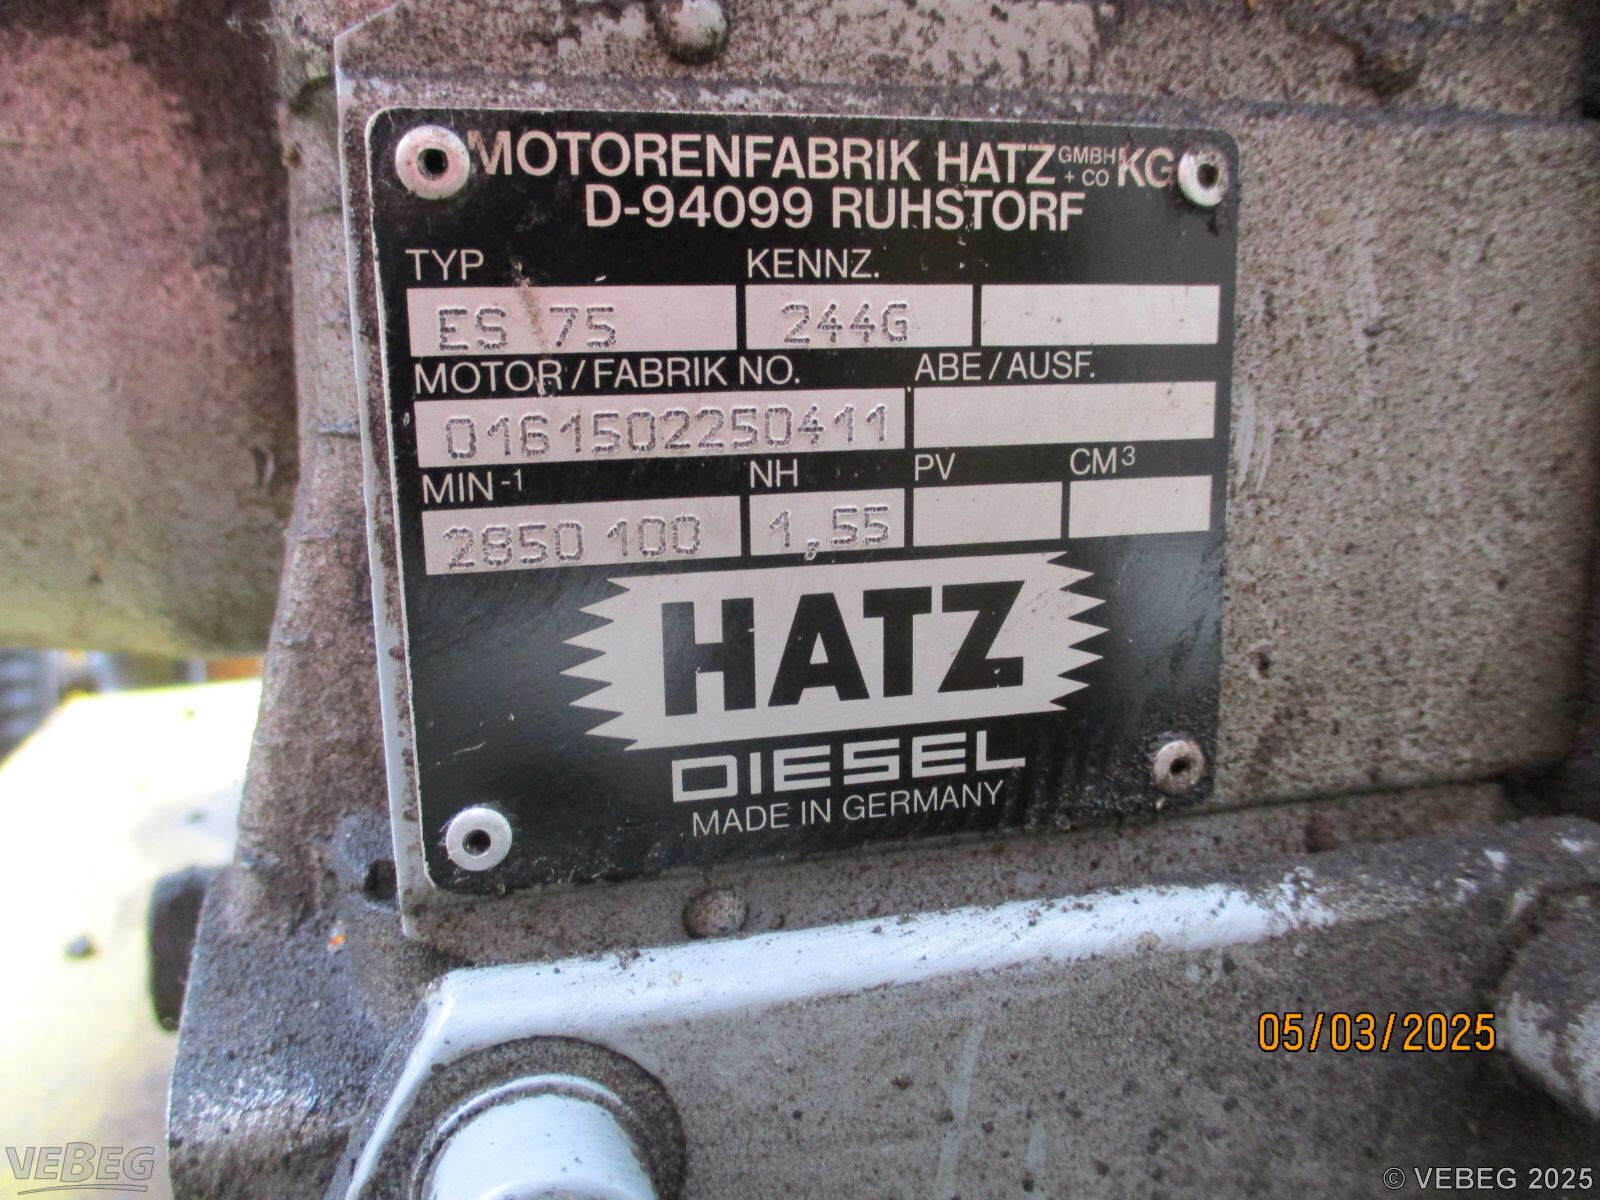 MOTORENFABRIK HATZ GMBH + CO KG
D-94099 RUHSTORF
TYP KENNZ.
ES 75 244G
MOTOR/FABRIK NO. ABE/AUSF.
0161502250411
MIN-1 NH PV CM3
2850 100 1,55
HATZ
DIESEL
MADE IN GERMANY
05/03/2025
VEBEG
© VEBEG 2025